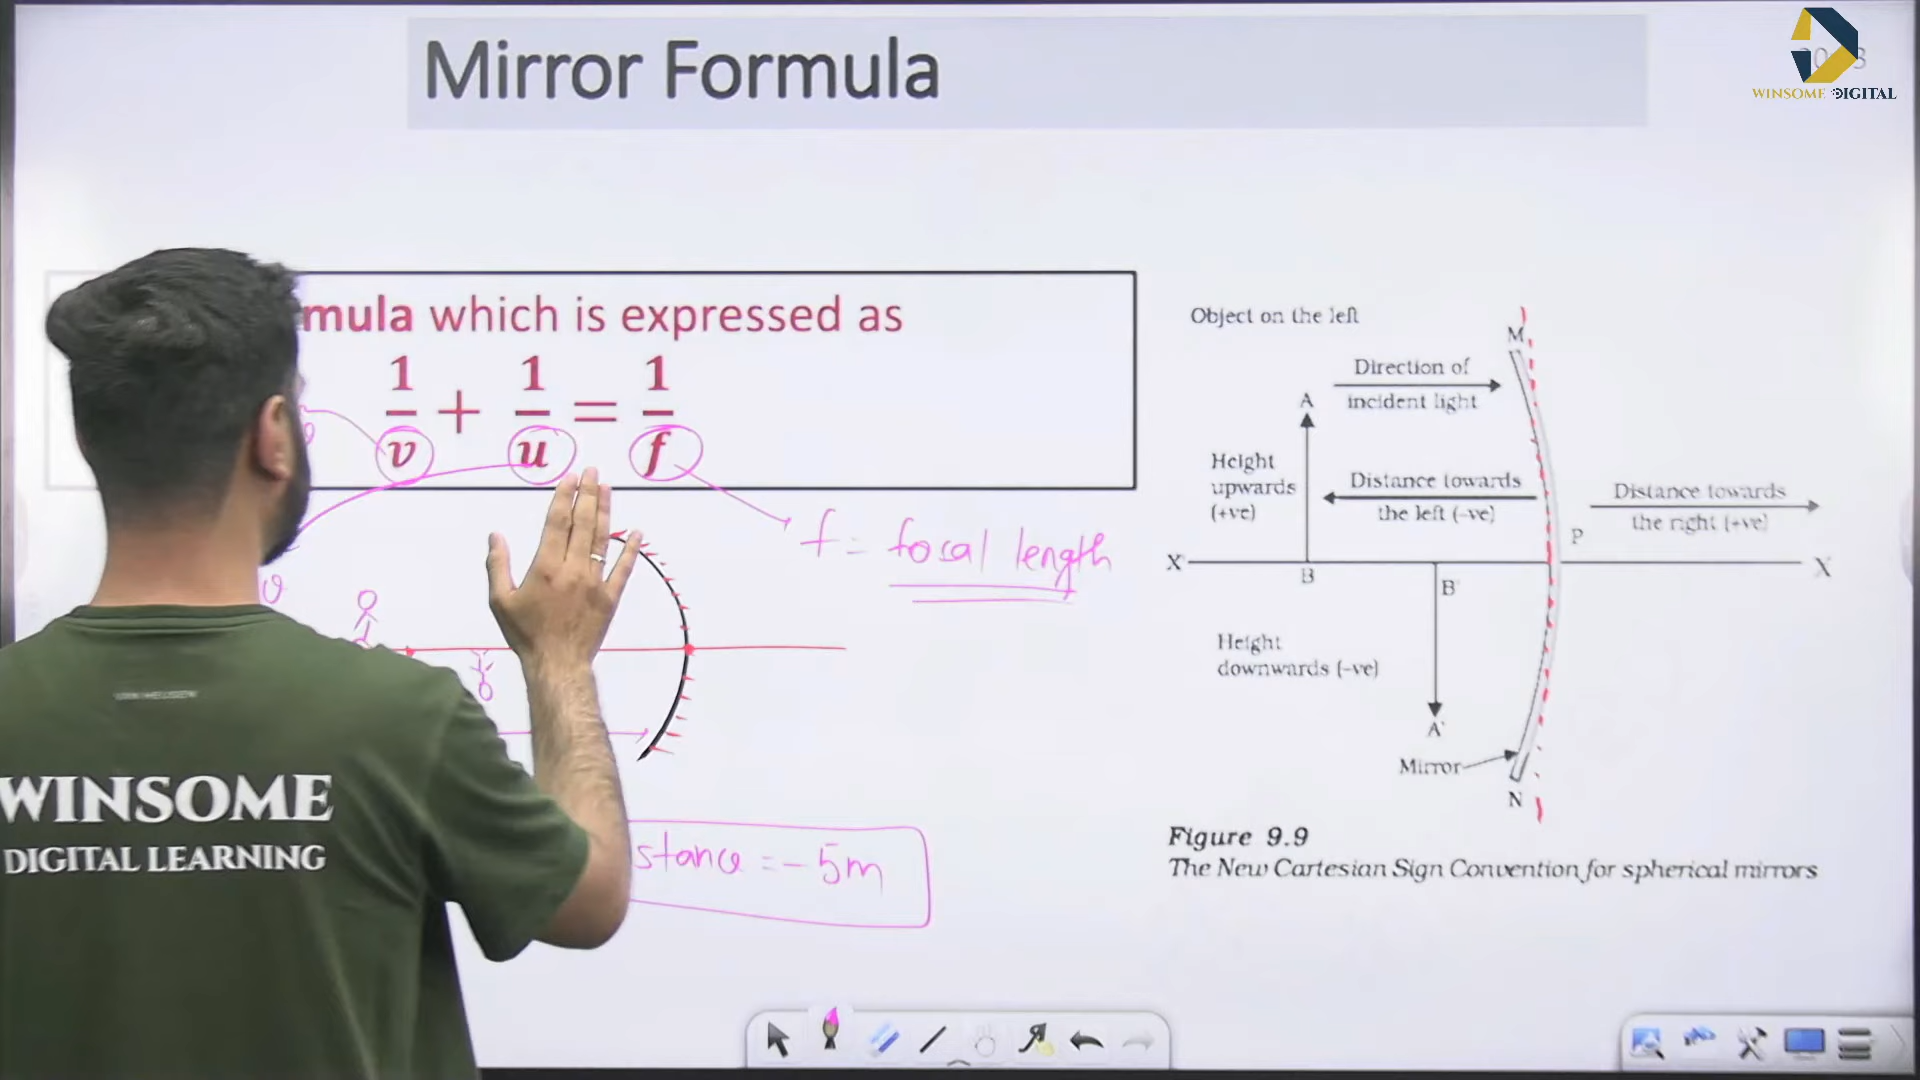 Mirror Formula
WINSOME DIGITAL
mula which is expressed as
1/v + 1/u = 1/f
f = focal length
stance = - 5m
Object on the left
M
Direction of
incident light
A
Height
upwards
(+ve)
Distance towards
the left (-ve)
Distance towards
the right (+ve)
P
X'
B
B'
X
Height
downwards (-ve)
A'
Mirror
N
Figure 9.9
The New Cartesian Sign Convention for spherical mirrors
WINSOME
DIGITAL LEARNING